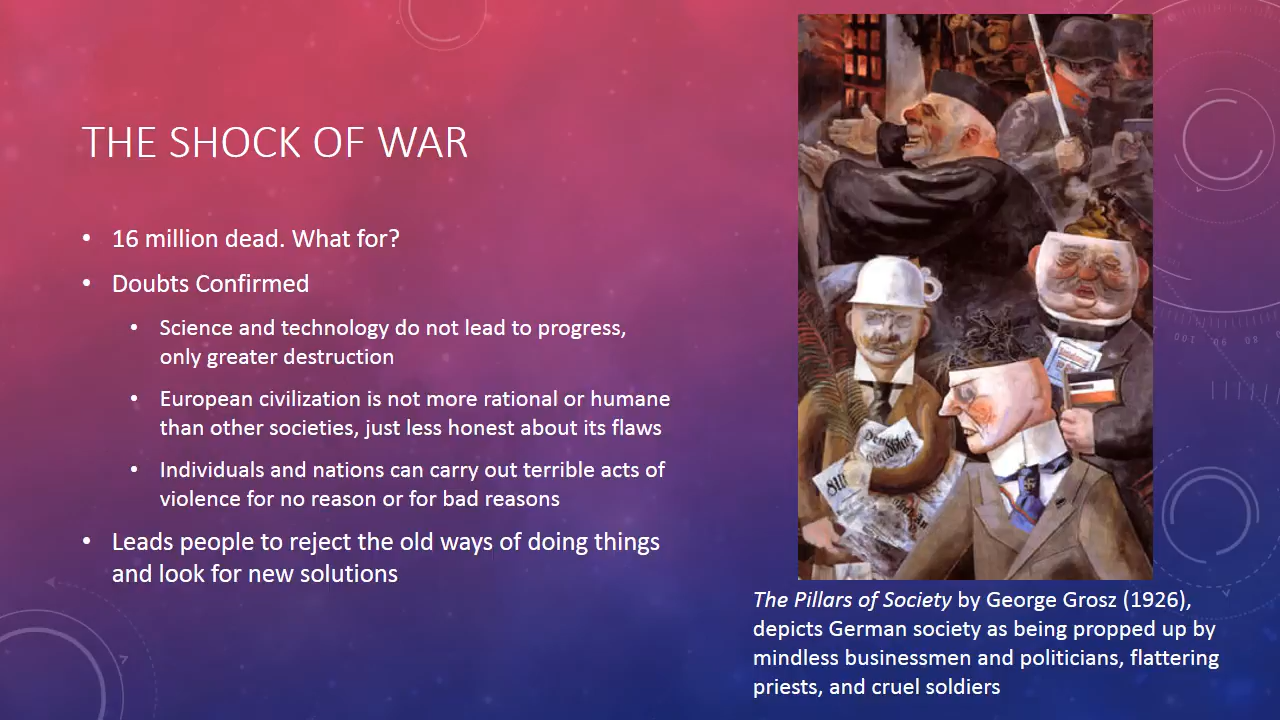 THE SHOCK OF WAR
• 16 million dead. What for?
• Doubts Confirmed
• Science and technology do not lead to progress,
only greater destruction
• European civilization is not more rational or humane
than other societies, just less honest about its flaws
• Individuals and nations can carry out terrible acts of
violence for no reason or for bad reasons
• Leads people to reject the old ways of doing things
and look for new solutions
The Pillars of Society by George Grosz (1926),
depicts German society as being propped up by
mindless businessmen and politicians, flattering
priests, and cruel soldiers
80 90 100